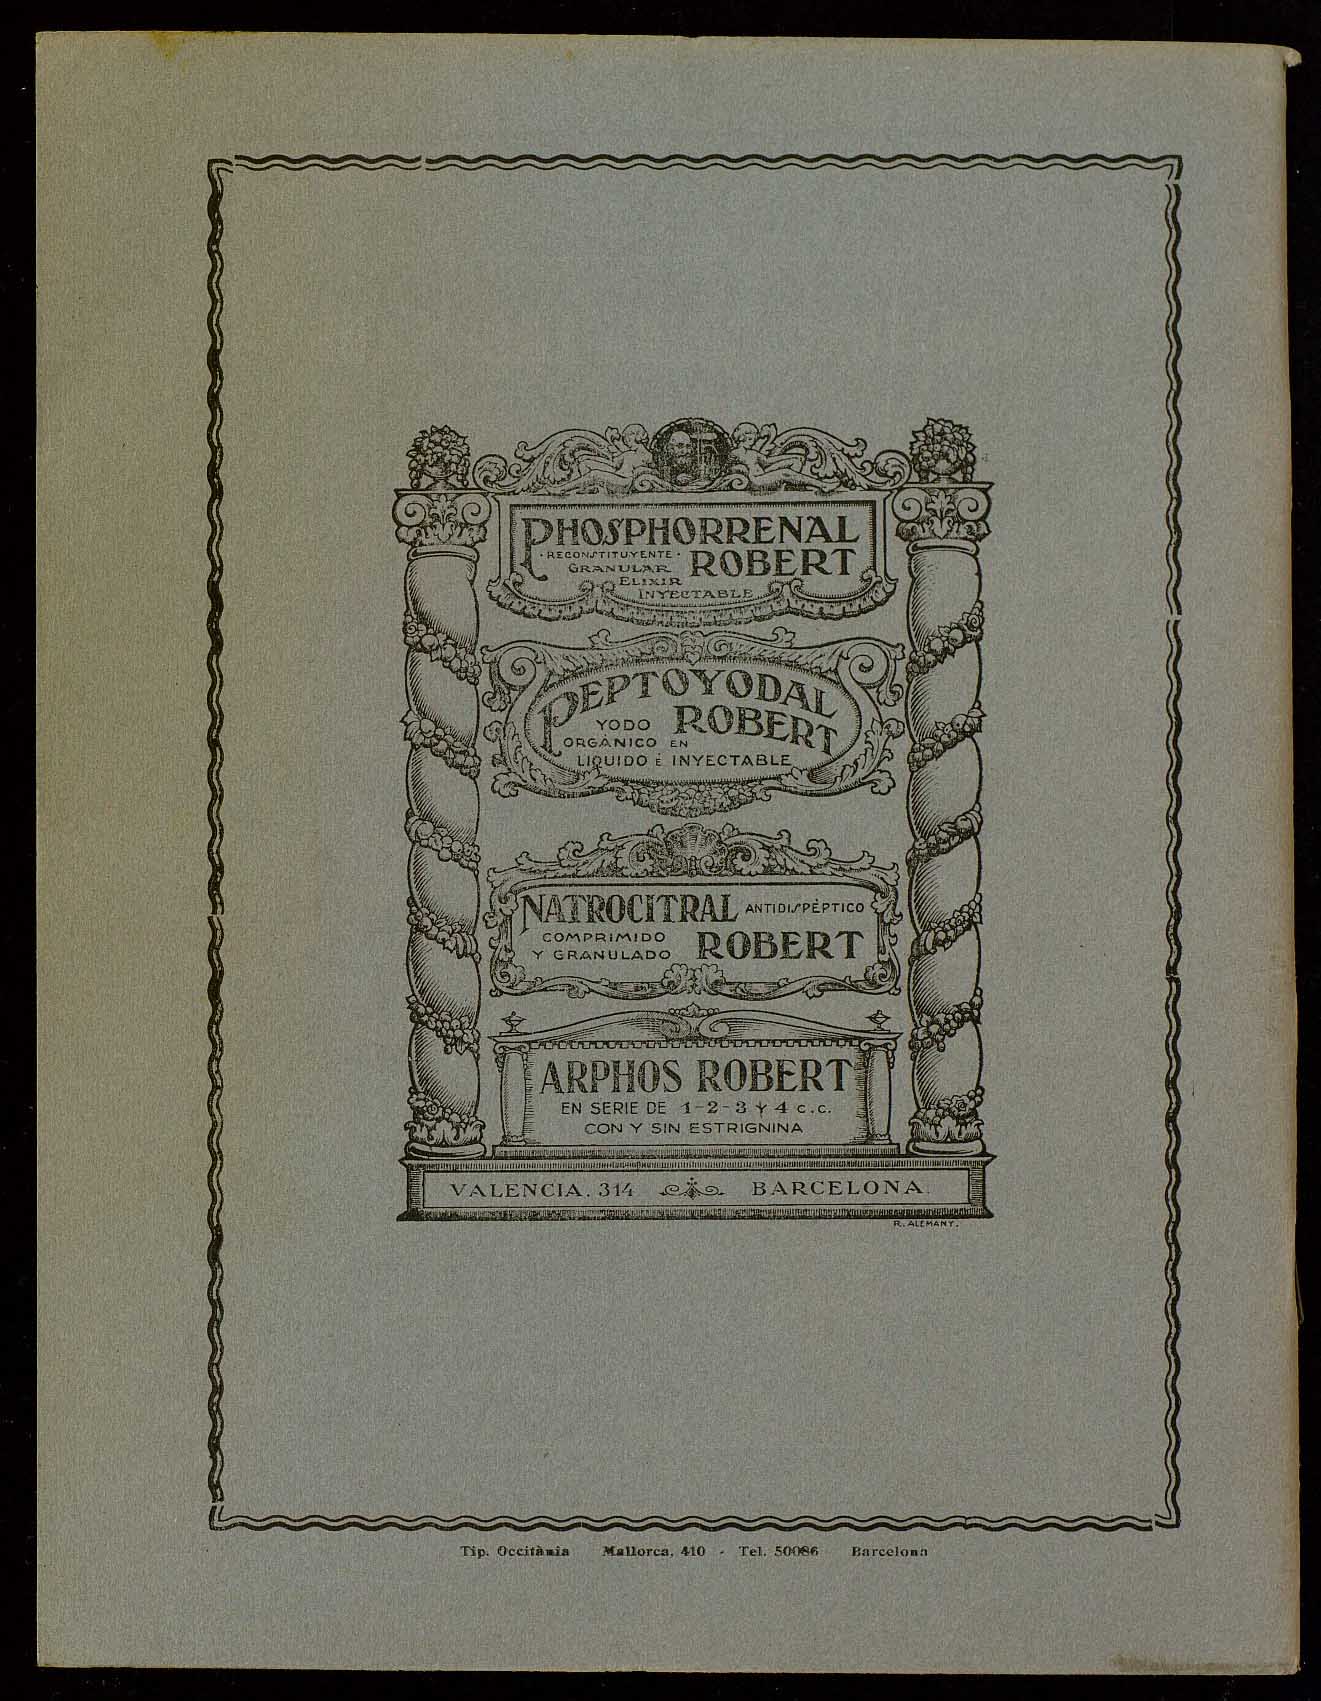 PHOSPHORRENAL
· RECONSTITUYENTE · ROBERT
GRANULAR
ELIXIR
INYECTABLE
PEPTOYODAL
YODO ROBERT
ORGÀNICO EN
LIQUIDO É INYECTABLE
NATROCITRAL ANTIDISPÈPTICO
COMPRIMIDO
Y GRANULADO ROBERT
ARPHOS ROBERT
EN SERIE DE 1-2-3 Y 4 c.c.
CON Y SIN ESTRIGNINA
VALENCIA, 314 BARCELONA.
R. ALEMANY.
Tip. Occitània Mallorca, 410 - Tel. 50086 Barcelona